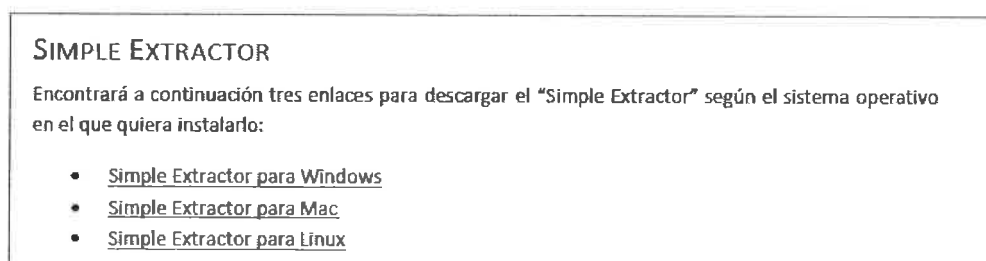 SIMPLE EXTRACTOR
Encontrará a continuación tres enlaces para descargar el "Simple Extractor" según el sistema operativo
en el que quiera instalarlo:
• Simple Extractor para Windows
• Simple Extractor para Mac
• Simple Extractor para Linux